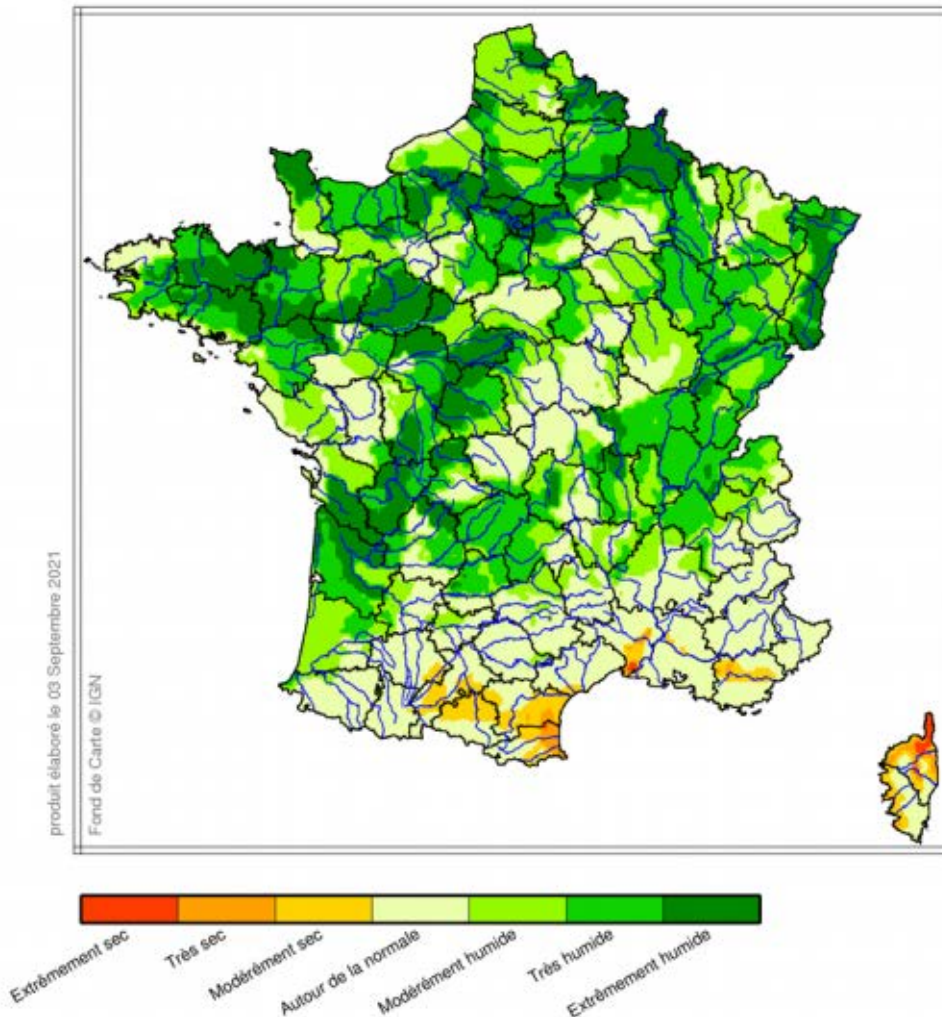 produit élaboré le 03 Septembre 2021
Fond de Carte © IGN
Extrêmement sec
Très sec
Modérément sec
Autour de la normale
Modérément humide
Très humide
Extrêmement humide